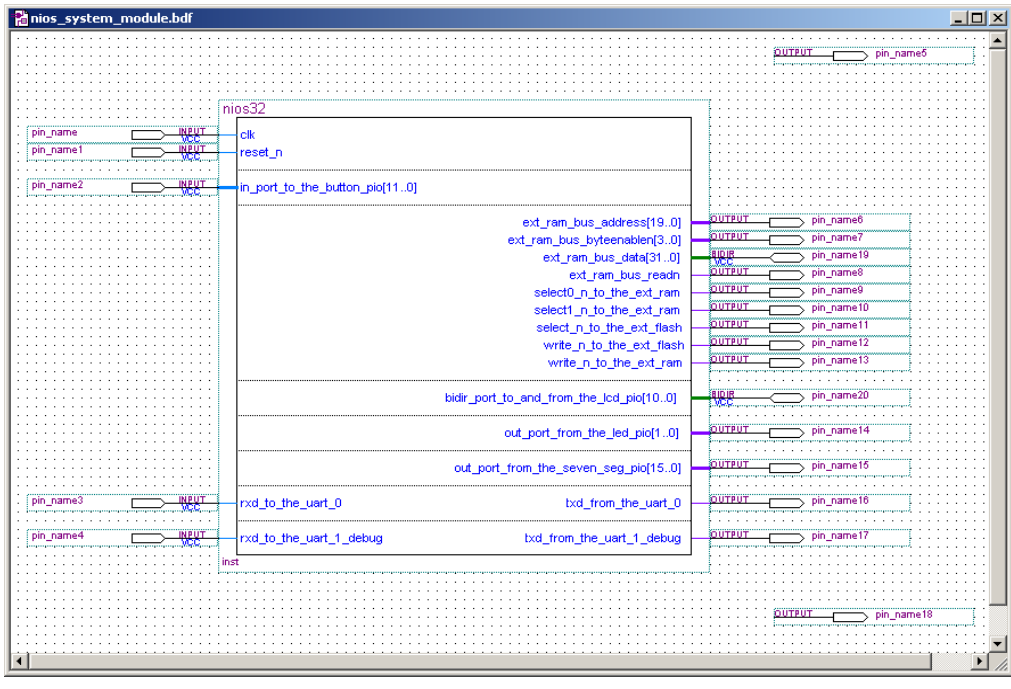 nios_system_module.bdf
OUTPUT pin_name5
nios32
pin_name INPUT VCC clk
pin_name1 INPUT VCC reset_n
pin_name2 INPUT VCC in_port_to_the_button_pio[11..0]
ext_ram_bus_address[19..0] OUTPUT pin_name6
ext_ram_bus_byteenablen[3..0] OUTPUT pin_name7
ext_ram_bus_data[31..0] BIDIR VCC pin_name19
ext_ram_bus_readn OUTPUT pin_name8
select0_n_to_the_ext_ram OUTPUT pin_name9
select1_n_to_the_ext_ram OUTPUT pin_name10
select_n_to_the_ext_flash OUTPUT pin_name11
write_n_to_the_ext_flash OUTPUT pin_name12
write_n_to_the_ext_ram OUTPUT pin_name13
bidir_port_to_and_from_the_lcd_pio[10..0] BIDIR VCC pin_name20
out_port_from_the_led_pio[1..0] OUTPUT pin_name14
out_port_from_the_seven_seg_pio[15..0] OUTPUT pin_name15
pin_name3 INPUT VCC rxd_to_the_uart_0 txd_from_the_uart_0 OUTPUT pin_name16
pin_name4 INPUT VCC rxd_to_the_uart_1_debug txd_from_the_uart_1_debug OUTPUT pin_name17
inst
OUTPUT pin_name18